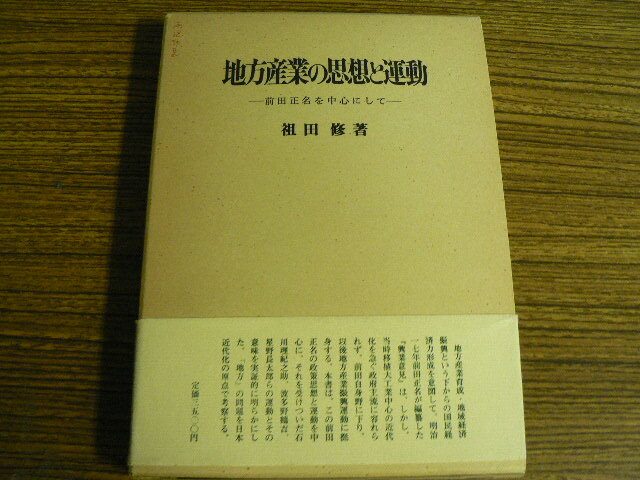 地方産業の思想と運動
―前田正名を中心にして―
祖田 修 著
地方産業育成・地域経済
振興という下からの国民経
済力形成を意図して、明治
一七年前田正名が編纂した
『興業意見』は、しかし、
当時移植大工業中心の近代
化を急ぐ政府主流に容れら
れず、前田自身野に下り、
以後地方産業振興運動に挺
身する。本書は、この前田
正名の政策思想と運動を中
心に、それを受けついだ石
川理紀之助、波多野鶴吉、
星野長太郎らの運動とその
意味を実証的に明らかにし
た、「地方」の問題を日本
近代化の原点で考察する。